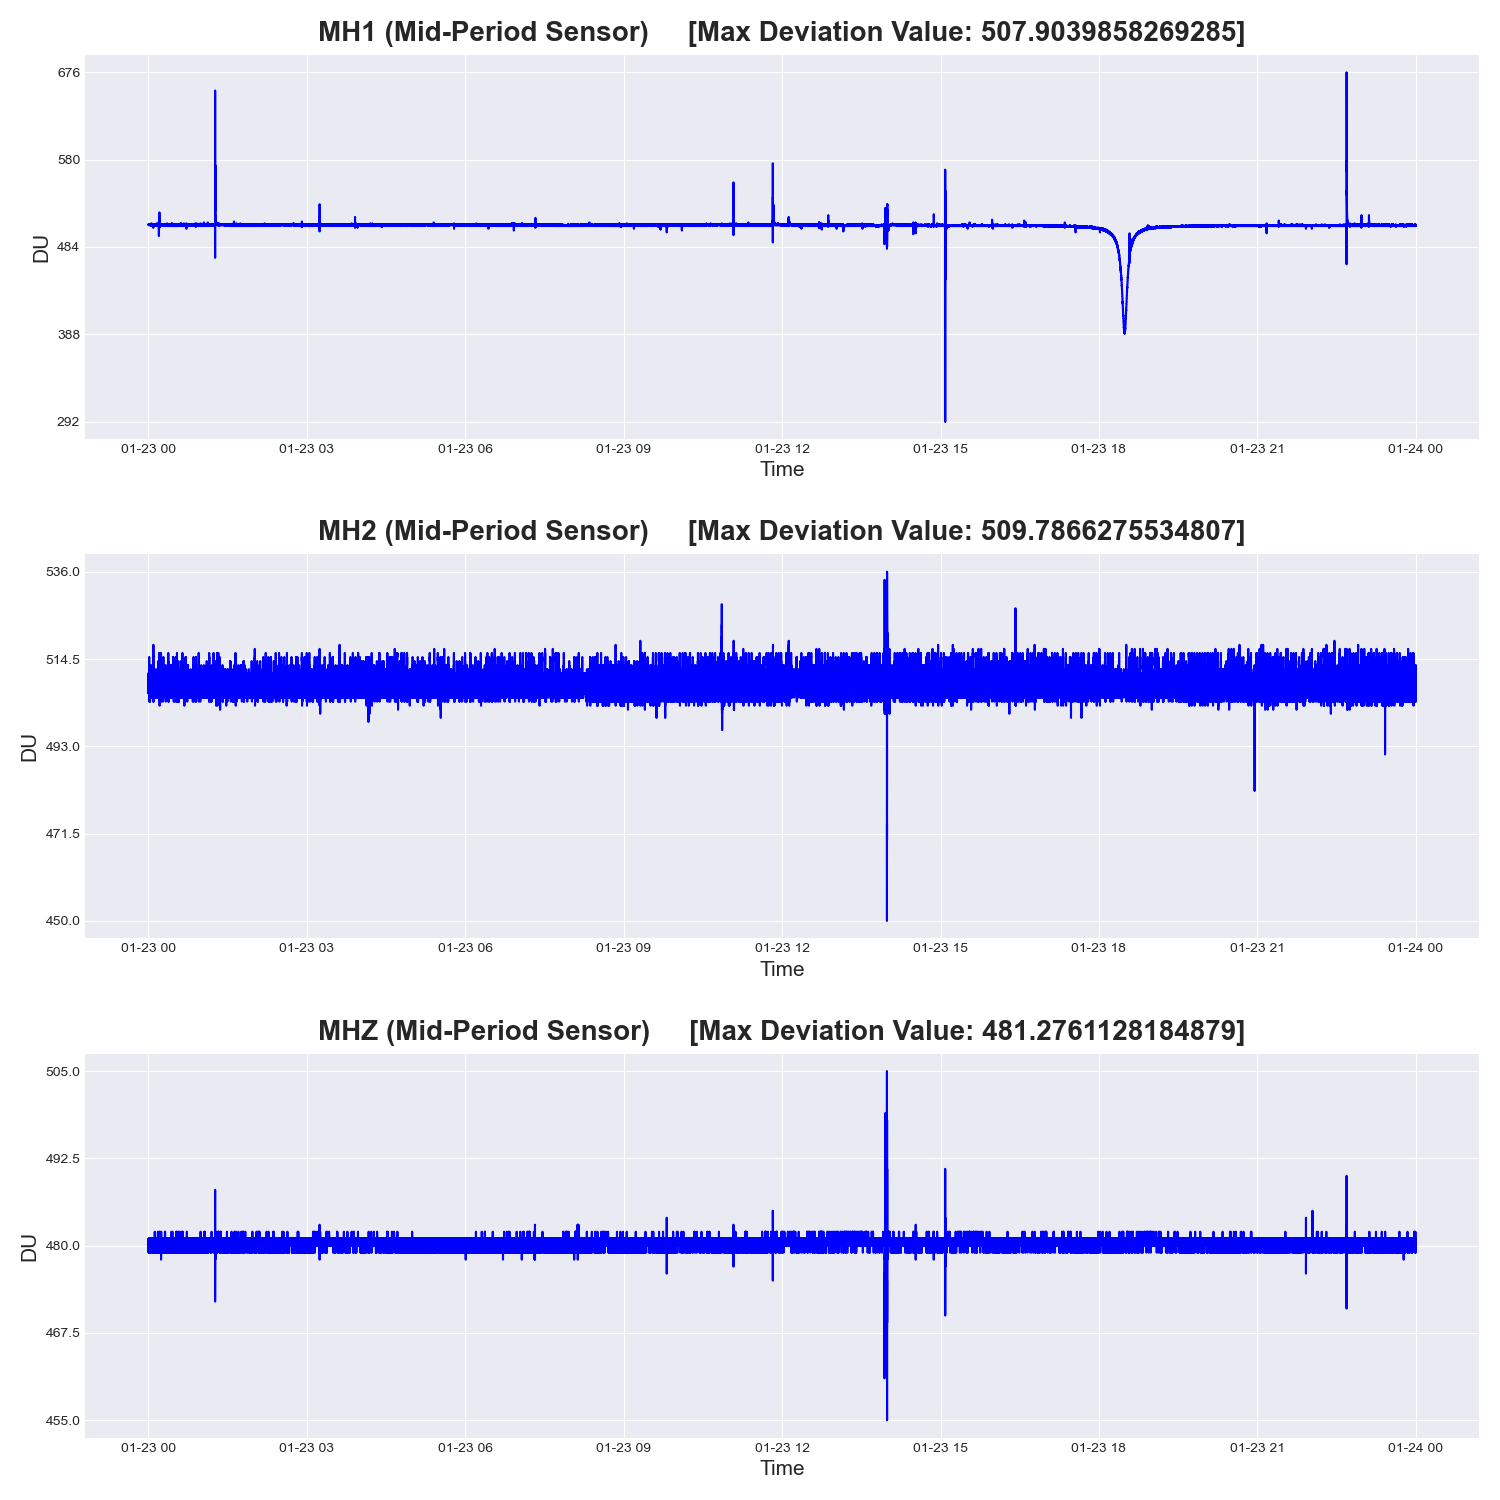 MH1 (Mid-Period Sensor) [Max Deviation Value: 507.9039858269285]
676
580
484
388
292
DU
01-23 00 01-23 03 01-23 06 01-23 09 01-23 12 01-23 15 01-23 18 01-23 21 01-24 00
Time
MH2 (Mid-Period Sensor) [Max Deviation Value: 509.7866275534807]
536.0
514.5
493.0
471.5
450.0
DU
01-23 00 01-23 03 01-23 06 01-23 09 01-23 12 01-23 15 01-23 18 01-23 21 01-24 00
Time
MHZ (Mid-Period Sensor) [Max Deviation Value: 481.2761128184879]
505.0
492.5
480.0
467.5
455.0
DU
01-23 00 01-23 03 01-23 06 01-23 09 01-23 12 01-23 15 01-23 18 01-23 21 01-24 00
Time